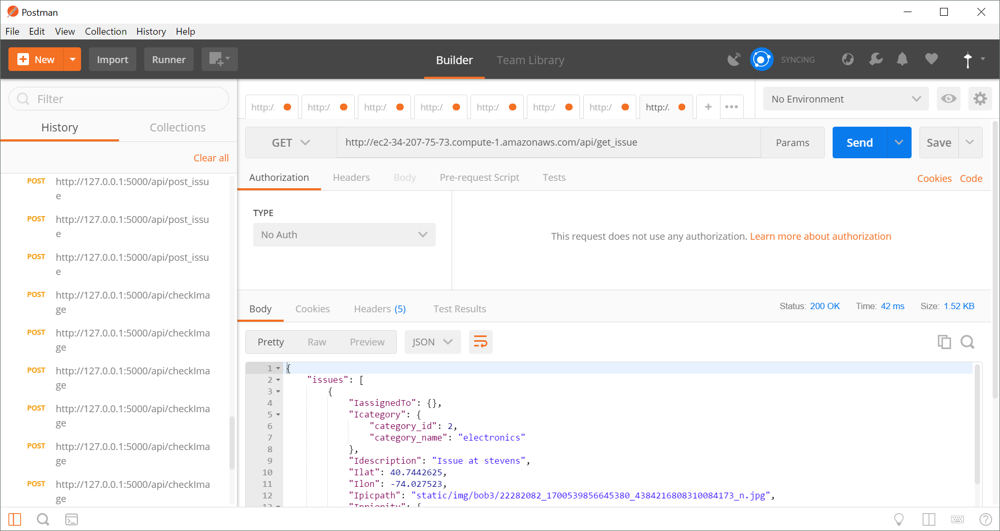 Postman
File Edit View Collection History Help
New Import Runner Builder Team Library SYNCING
Filter
History Collections
Clear all
POST http://127.0.0.1:5000/api/post_issu
e
POST http://127.0.0.1:5000/api/post_issu
e
POST http://127.0.0.1:5000/api/post_issu
e
POST http://127.0.0.1:5000/api/checkIma
ge
POST http://127.0.0.1:5000/api/checkIma
ge
POST http://127.0.0.1:5000/api/checkIma
ge
POST http://127.0.0.1:5000/api/checkIma
ge
POST http://127.0.0.1:5000/api/checkIma
ge
POST http://127.0.0.1:5000/api/checkIma
ge
http:/. http:/. http:/. http:/. http:/. http:/. http:/. http:/. + •••
No Environment
GET http://ec2-34-207-75-73.compute-1.amazonaws.com/api/get_issue Params Send Save
Authorization Headers Body Pre-request Script Tests Cookies Code
TYPE
No Auth
This request does not use any authorization. Learn more about authorization
Body Cookies Headers (5) Test Results Status: 200 OK Time: 42 ms Size: 1.52 KB
Pretty Raw Preview JSON
1 {
2 "issues": [
3 {
4 "IassignedTo": {},
5 "Icategory": {
6 "category_id": 2,
7 "category_name": "electronics"
8 },
9 "Idescription": "Issue at stevens",
10 "Ilat": 40.7442625,
11 "Ilon": -74.027523,
12 "Ipicpath": "static/img/bob3/22282082_1700539856645380_4384216808310084173_n.jpg",
13 "Ipriority": {